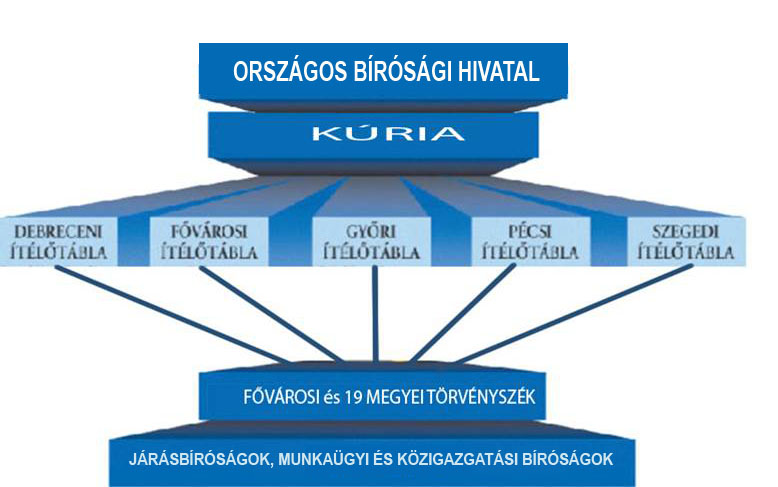 ORSZÁGOS BÍRÓSÁGI HIVATAL
KÚRIA
DEBRECENI
ÍTÉLŐTÁBLA
FŐVÁROSI
ÍTÉLŐTÁBLA
GYŐRI
ÍTÉLŐTÁBLA
PÉCSI
ÍTÉLŐTÁBLA
SZEGEDI
ÍTÉLŐTÁBLA
FŐVÁROSI és 19 MEGYEI TÖRVÉNYSZÉK
JÁRÁSBÍRÓSÁGOK, MUNKAÜGYI ÉS KÖZIGAZGATÁSI BÍRÓSÁGOK